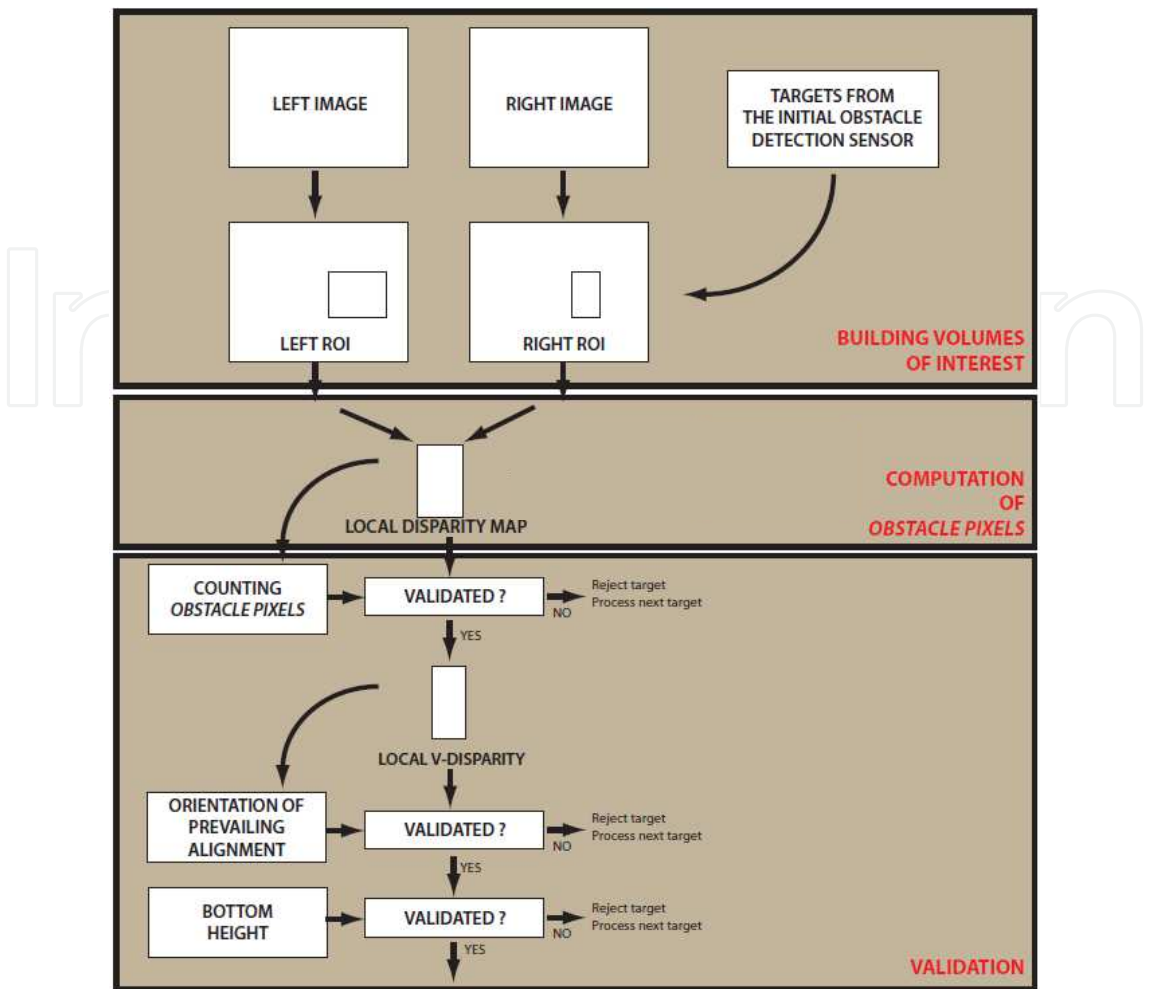 LEFT IMAGE
RIGHT IMAGE
TARGETS FROM
THE INITIAL OBSTACLE
DETECTION SENSOR
LEFT ROI
RIGHT ROI
BUILDING VOLUMES
OF INTEREST
COMPUTATION
OF
OBSTACLE PIXELS
LOCAL DISPARITY MAP
COUNTING
OBSTACLE PIXELS
VALIDATED ?
NO
Reject target
Process next target
YES
LOCAL V-DISPARITY
ORIENTATION OF
PREVAILING
ALIGNMENT
VALIDATED ?
NO
Reject target
Process next target
YES
BOTTOM
HEIGHT
VALIDATED ?
NO
Reject target
Process next target
YES
VALIDATION